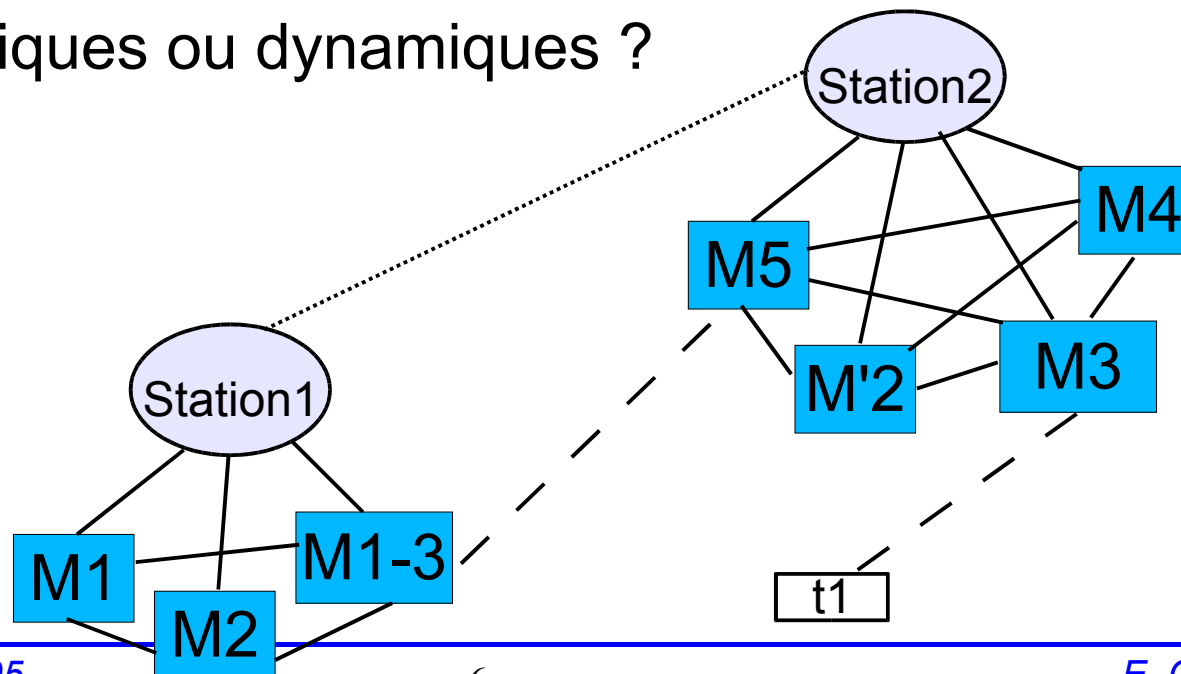 iques ou dynamiques ?
Station2
M4
M5
M3
M'2
Station1
M1-3
M1
t1
M2